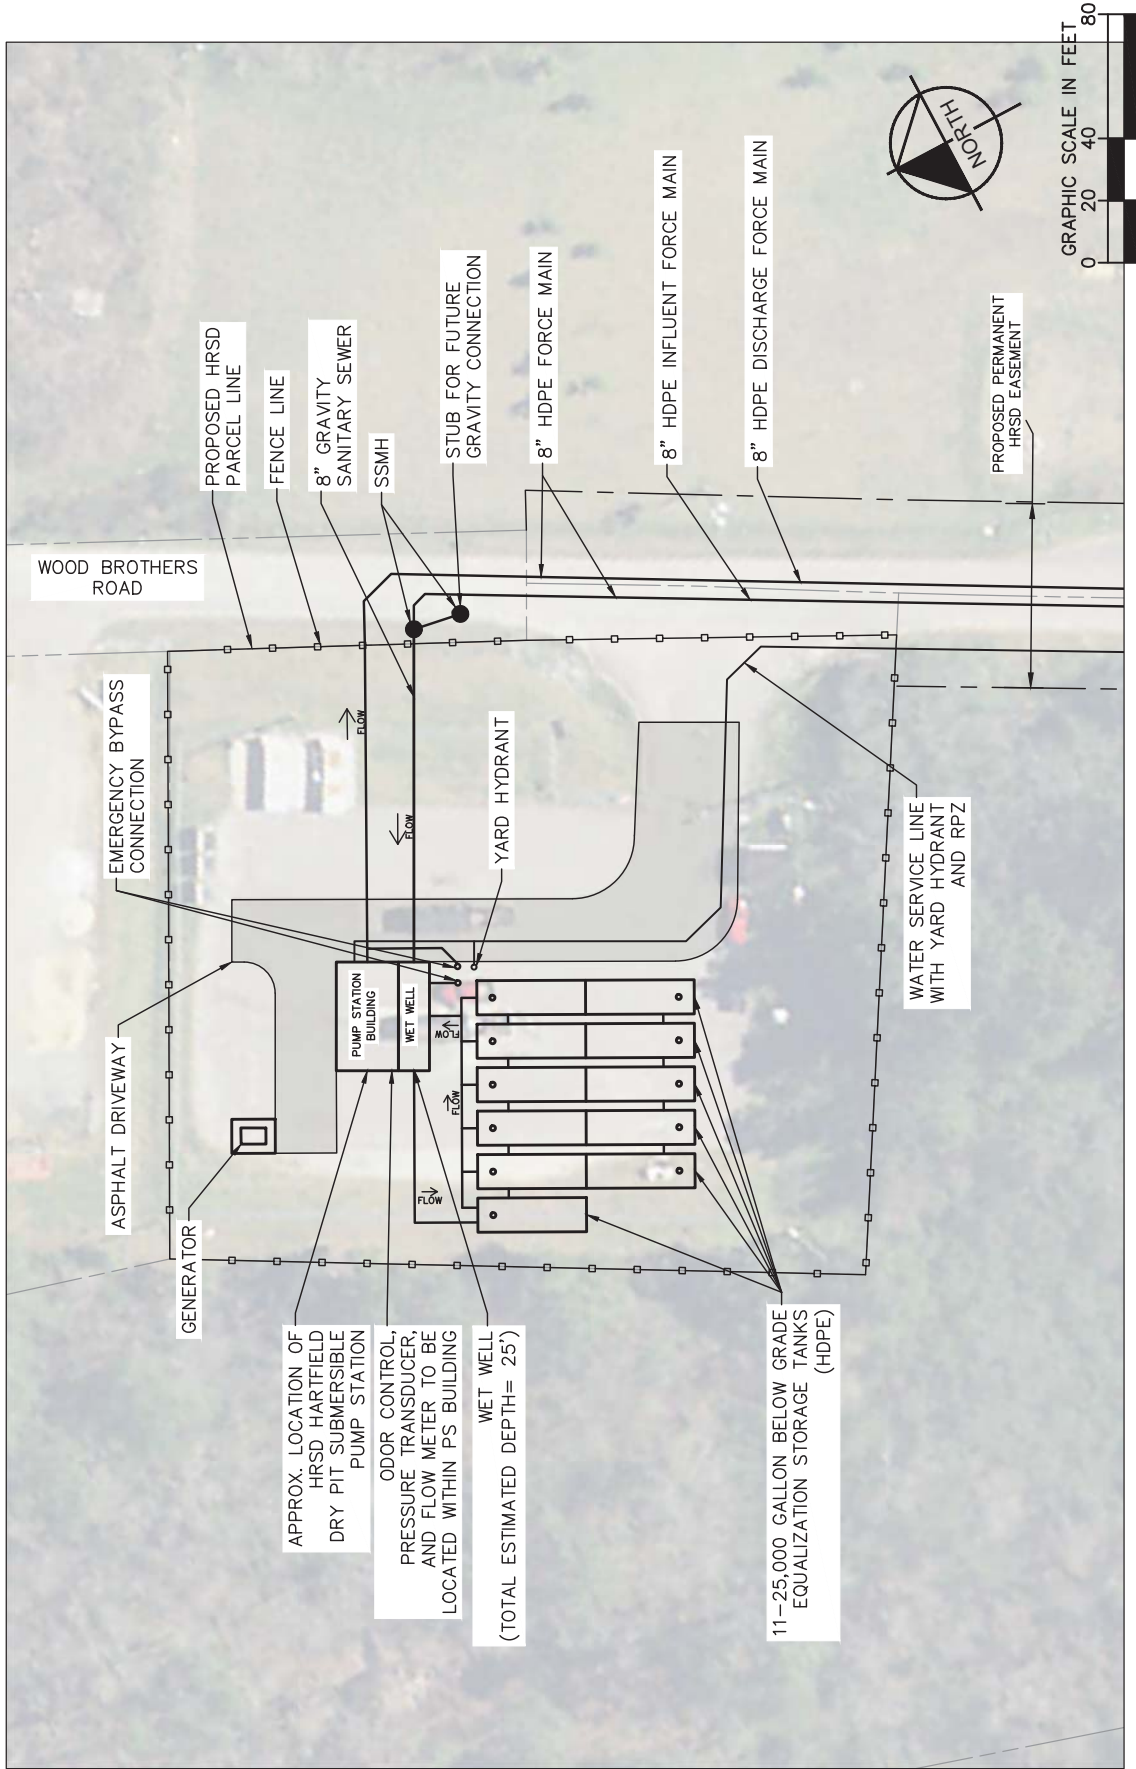 WOOD BROTHERS
ROAD
EMERGENCY BYPASS
CONNECTION
ASPHALT DRIVEWAY
GENERATOR
APPROX. LOCATION OF
HRSD HARTFIELD
DRY PIT SUBMERSIBLE
PUMP STATION
ODOR CONTROL,
PRESSURE TRANSDUCER,
AND FLOW METER TO BE
LOCATED WITHIN PS BUILDING
WET WELL
(TOTAL ESTIMATED DEPTH= 25')
11-25,000 GALLON BELOW GRADE
EQUALIZATION STORAGE TANKS
(HDPE)
PUMP STATION
BUILDING
WET WELL
FLOW
FLOW
FLOW
FLOW
FLOW
YARD HYDRANT
WATER SERVICE LINE
WITH YARD HYDRANT
AND RPZ
PROPOSED HRSD
PARCEL LINE
FENCE LINE
8" GRAVITY
SANITARY SEWER
SSMH
STUB FOR FUTURE
GRAVITY CONNECTION
8" HDPE FORCE MAIN
8" HDPE INFLUENT FORCE MAIN
8" HDPE DISCHARGE FORCE MAIN
PROPOSED PERMANENT
HRSD EASEMENT
NORTH
GRAPHIC SCALE IN FEET
0 20 40 80